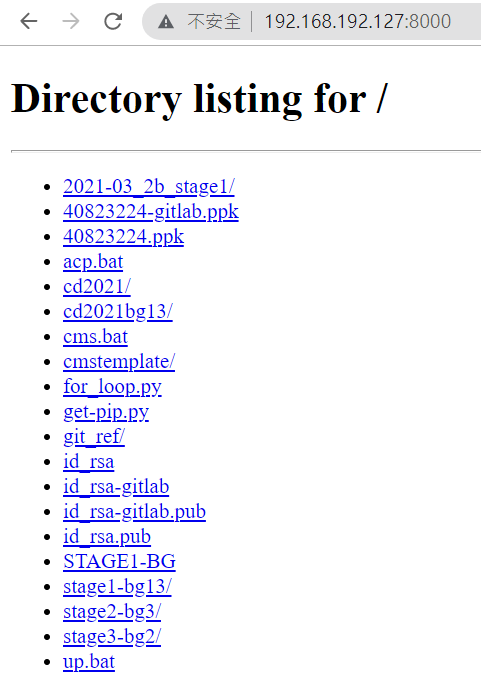 不安全 192.168.192.127:8000
Directory listing for /
2021-03_2b_stage1/
40823224-gitlab.ppk
40823224.ppk
acp.bat
cd2021/
cd2021bg13/
cms.bat
cmstemplate/
for_loop.py
get-pip.py
git_ref/
id_rsa
id_rsa-gitlab
id_rsa-gitlab.pub
id_rsa.pub
STAGE1-BG
stage1-bg13/
stage2-bg3/
stage3-bg2/
up.bat